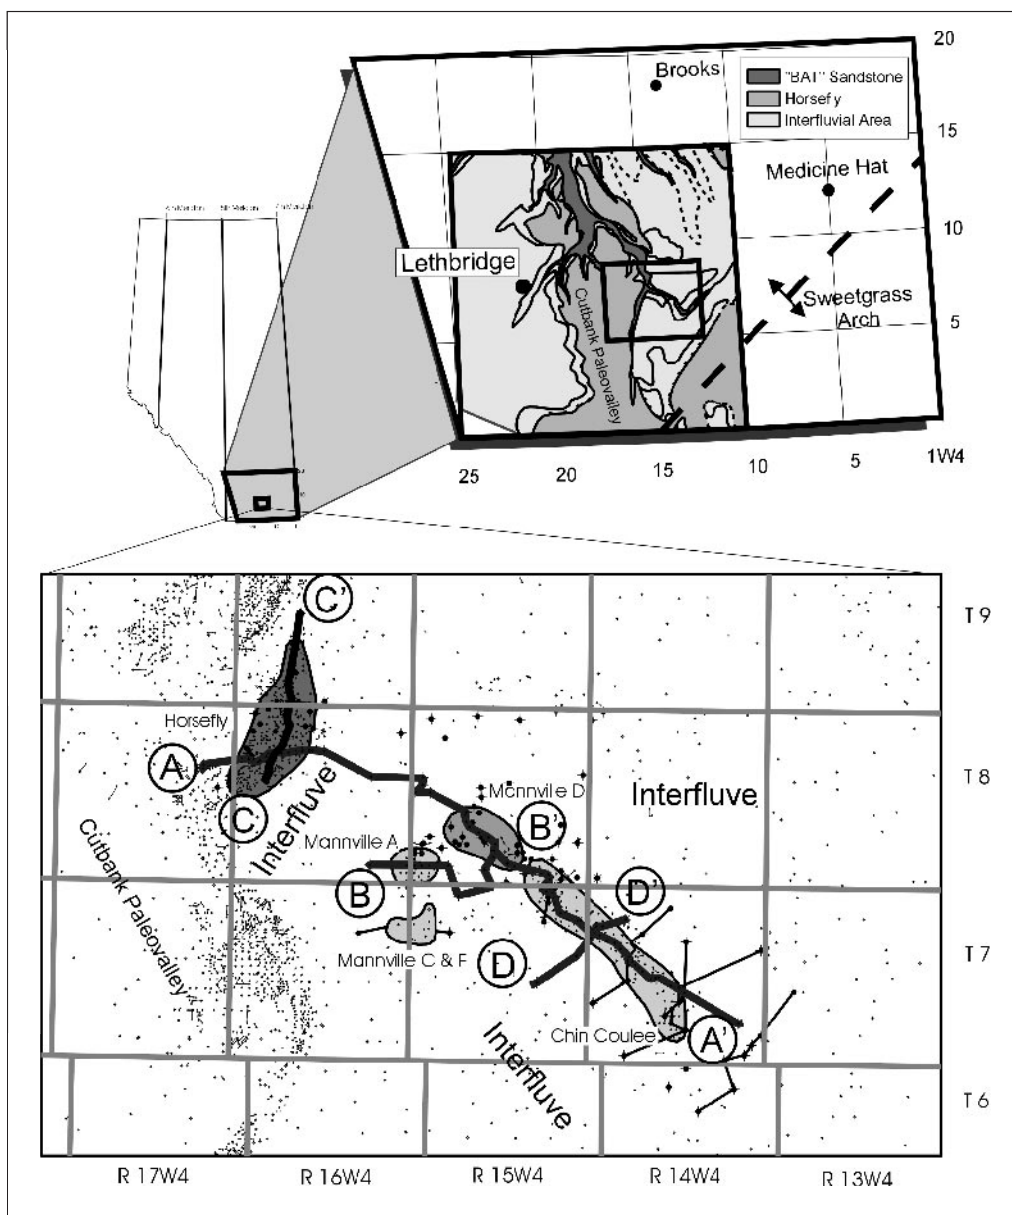 20
Brooks
"BAT" Sandstone
Horsefly
Interfluvial Area
15
Medicine Hat
10
Lethbridge
Sweetgrass
Arch
5
Cutbank Paleovalley
25
20
15
10
5
1W4
C'
T 9
Horsefly
A
T 8
C
Interfluve
Mannville D
Interfluve
B'
Mannville A
B
D'
Cutbank Paleovalley
Mannville C & F
D
T 7
Chin Coulee
A'
Interfluve
T 6
R 17W4
R 16W4
R 15W4
R 14W4
R 13W4